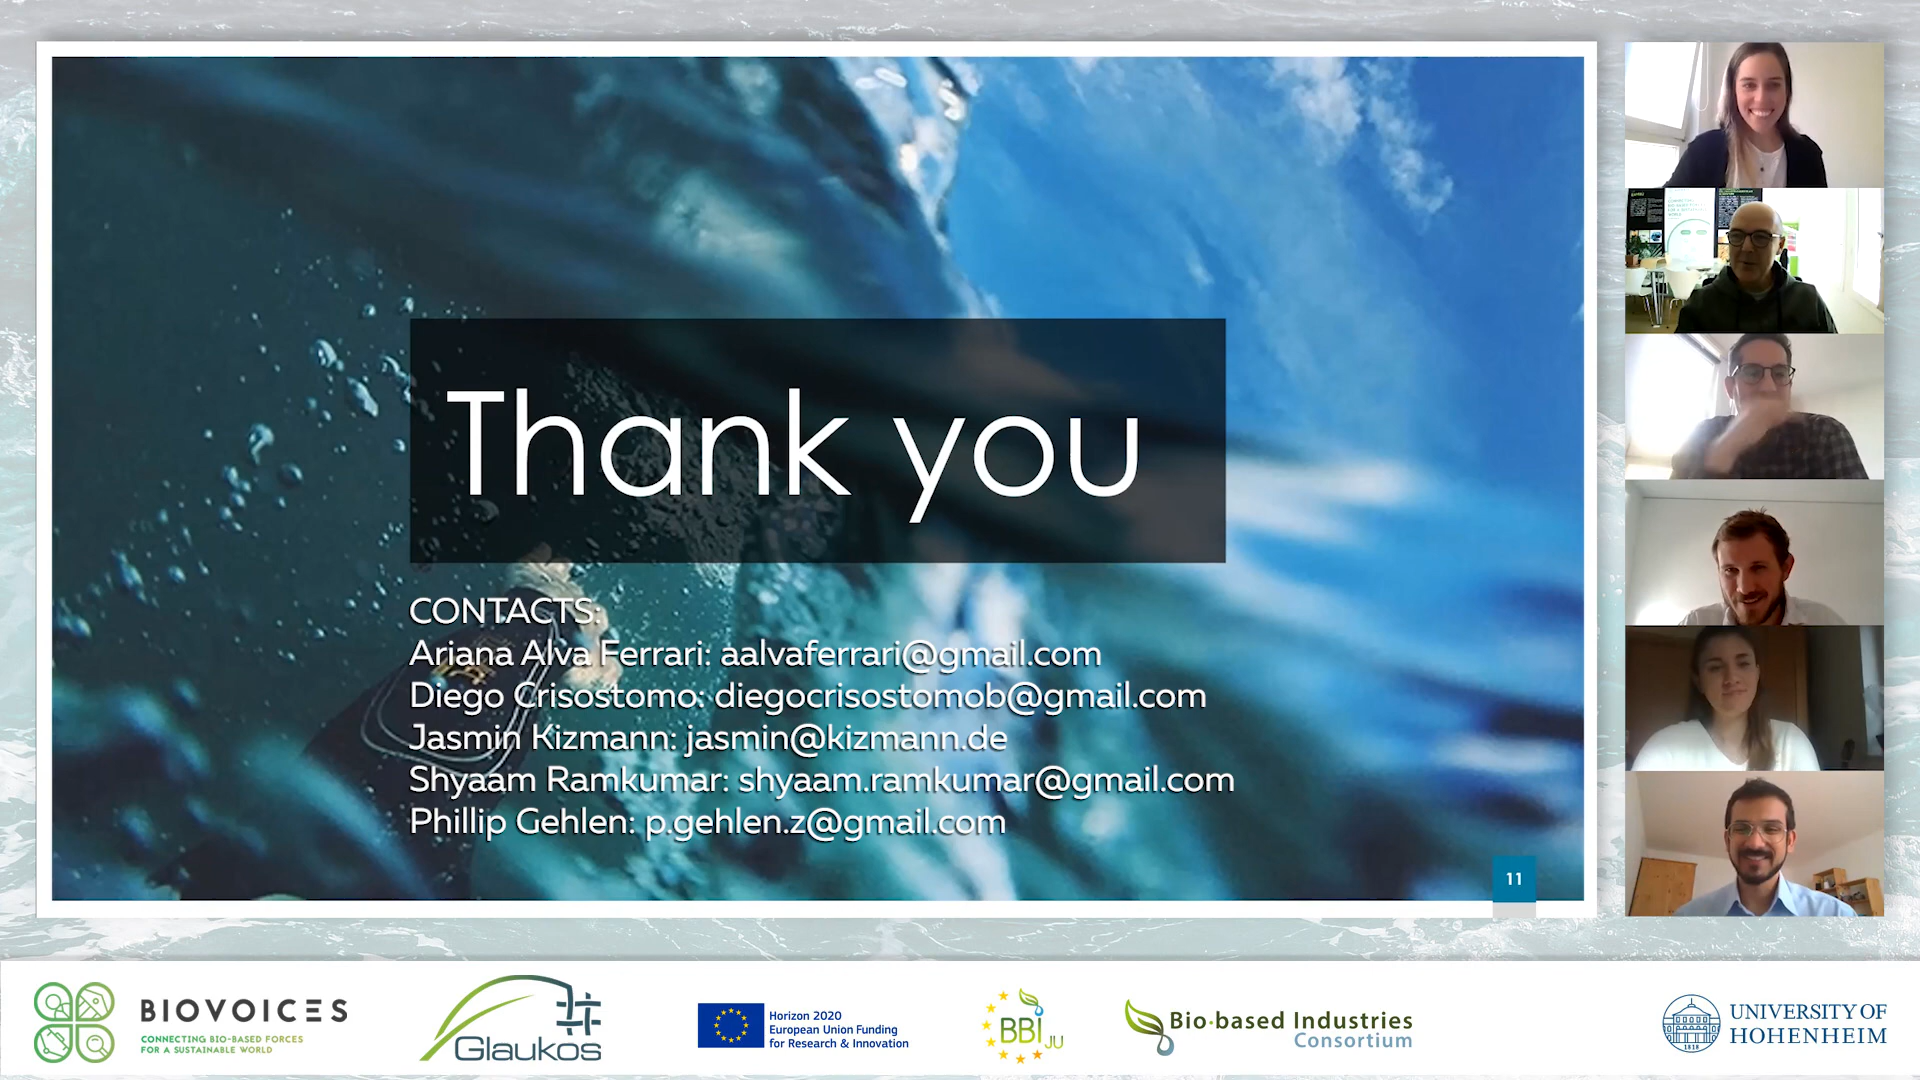 Thank you
CONTACTS:
Ariana Alva Ferrari: aalvaferrari@gmail.com
Diego Crisostomo: diegocrisostomob@gmail.com
Jasmin Kizmann: jasmin@kizmann.de
Shyaam Ramkumar: shyaam.ramkumar@gmail.com
Phillip Gehlen: p.gehlen.z@gmail.com
11
BIOVOICES
CONNECTING BIO-BASED FORCES
FOR A SUSTAINABLE WORLD
Glaukos
Horizon 2020
European Union Funding
for Research & Innovation
BBI JU
Bio·based Industries
Consortium
1818
UNIVERSITY OF
HOHENHEIM